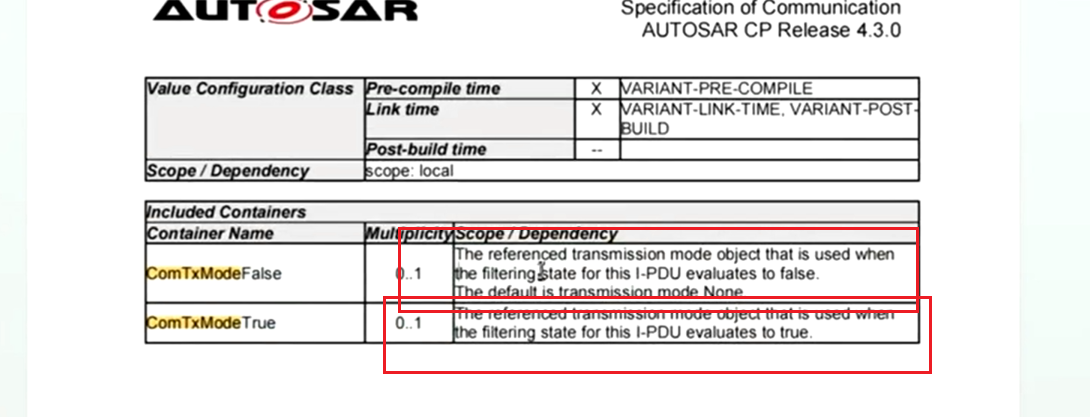 AUTOSAR
Specification of Communication
AUTOSAR CP Release 4.3.0
Value Configuration Class Pre-compile time X VARIANT-PRE-COMPILE
Link time X VARIANT-LINK-TIME, VARIANT-POST-
BUILD
Post-build time --
Scope / Dependency scope: local
Included Containers
Container Name Multiplicity Scope / Dependency
ComTxModeFalse 0..1 The referenced transmission mode object that is used when
the filtering state for this I-PDU evaluates to false.
The default is transmission mode None
ComTxModeTrue 0..1 The referenced transmission mode object that is used when
the filtering state for this I-PDU evaluates to true.